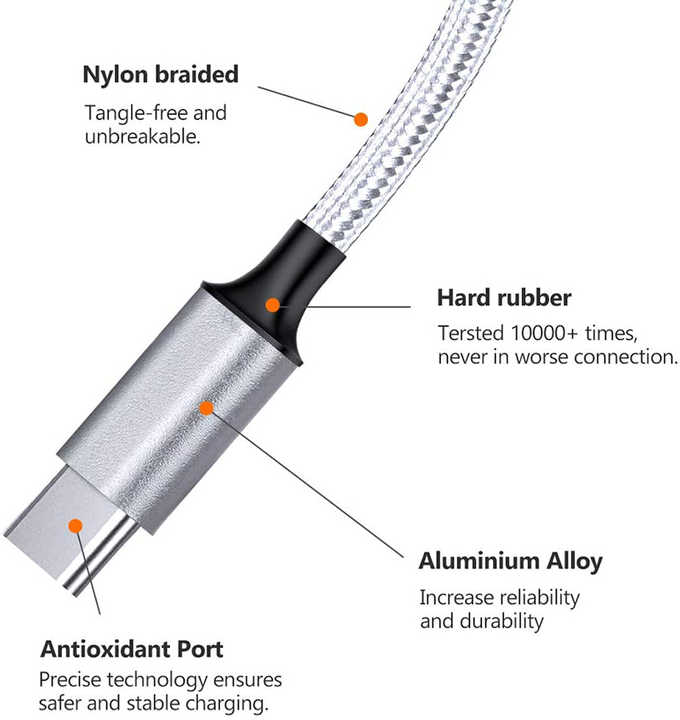 Nylon braided
Tangle-free and
unbreakable.
Hard rubber
Tersted 10000+ times,
never in worse connection.
Aluminium Alloy
Increase reliability
and durability
Antioxidant Port
Precise technology ensures
safer and stable charging.